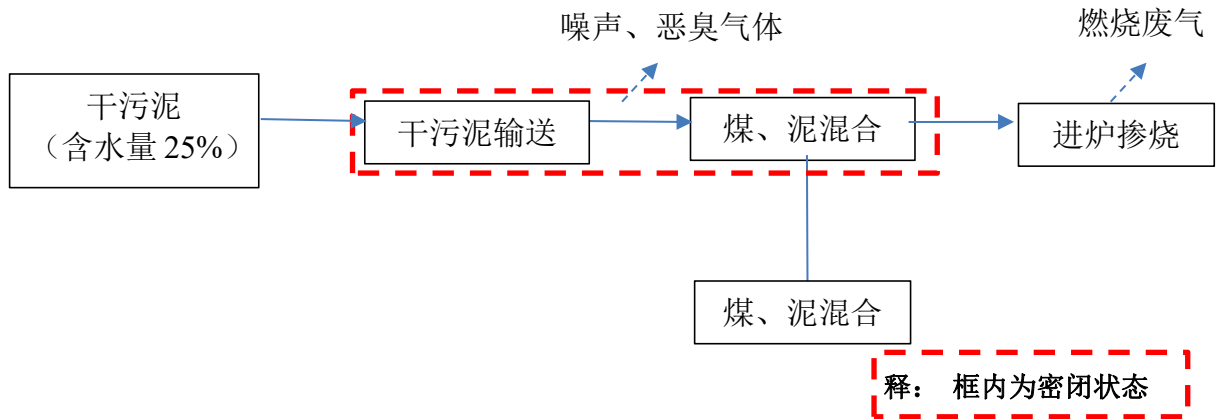 噪声、恶臭气体
燃烧废气
干污泥
（含水量 25%）
干污泥输送
煤、泥混合
进炉掺烧
煤、泥混合
释： 框内为密闭状态